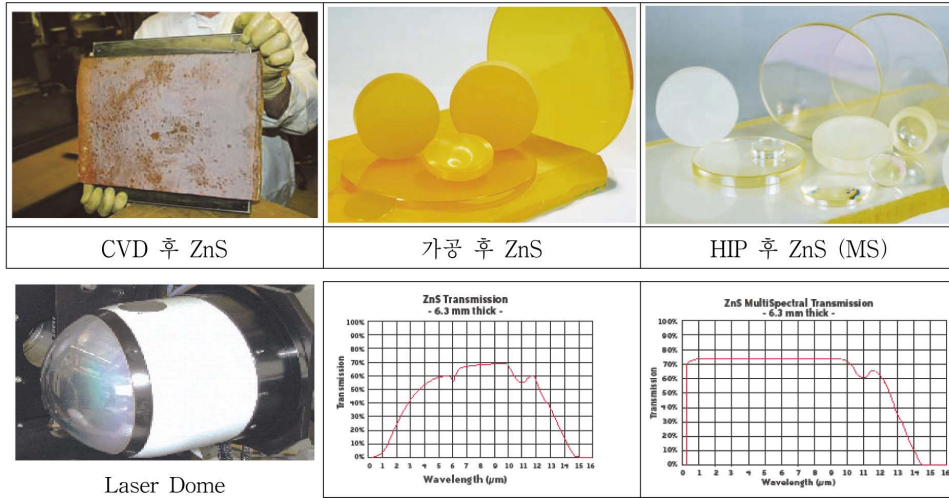 CVD 후 ZnS
가공 후 ZnS
HIP 후 ZnS (MS)
Laser Dome
ZnS Transmission
- 6.3 mm thick -
Transmission
100%
90%
80%
70%
60%
50%
40%
30%
20%
10%
0%
0 1 2 3 4 5 6 7 8 9 10 11 12 13 14 15 16
Wavelength (μm)
ZnS MultiSpectral Transmission
- 6.3 mm thick -
Transmission
100%
90%
80%
70%
60%
50%
40%
30%
20%
10%
0%
0 1 2 3 4 5 6 7 8 9 10 11 12 13 14 15 16
Wavelength (μm)